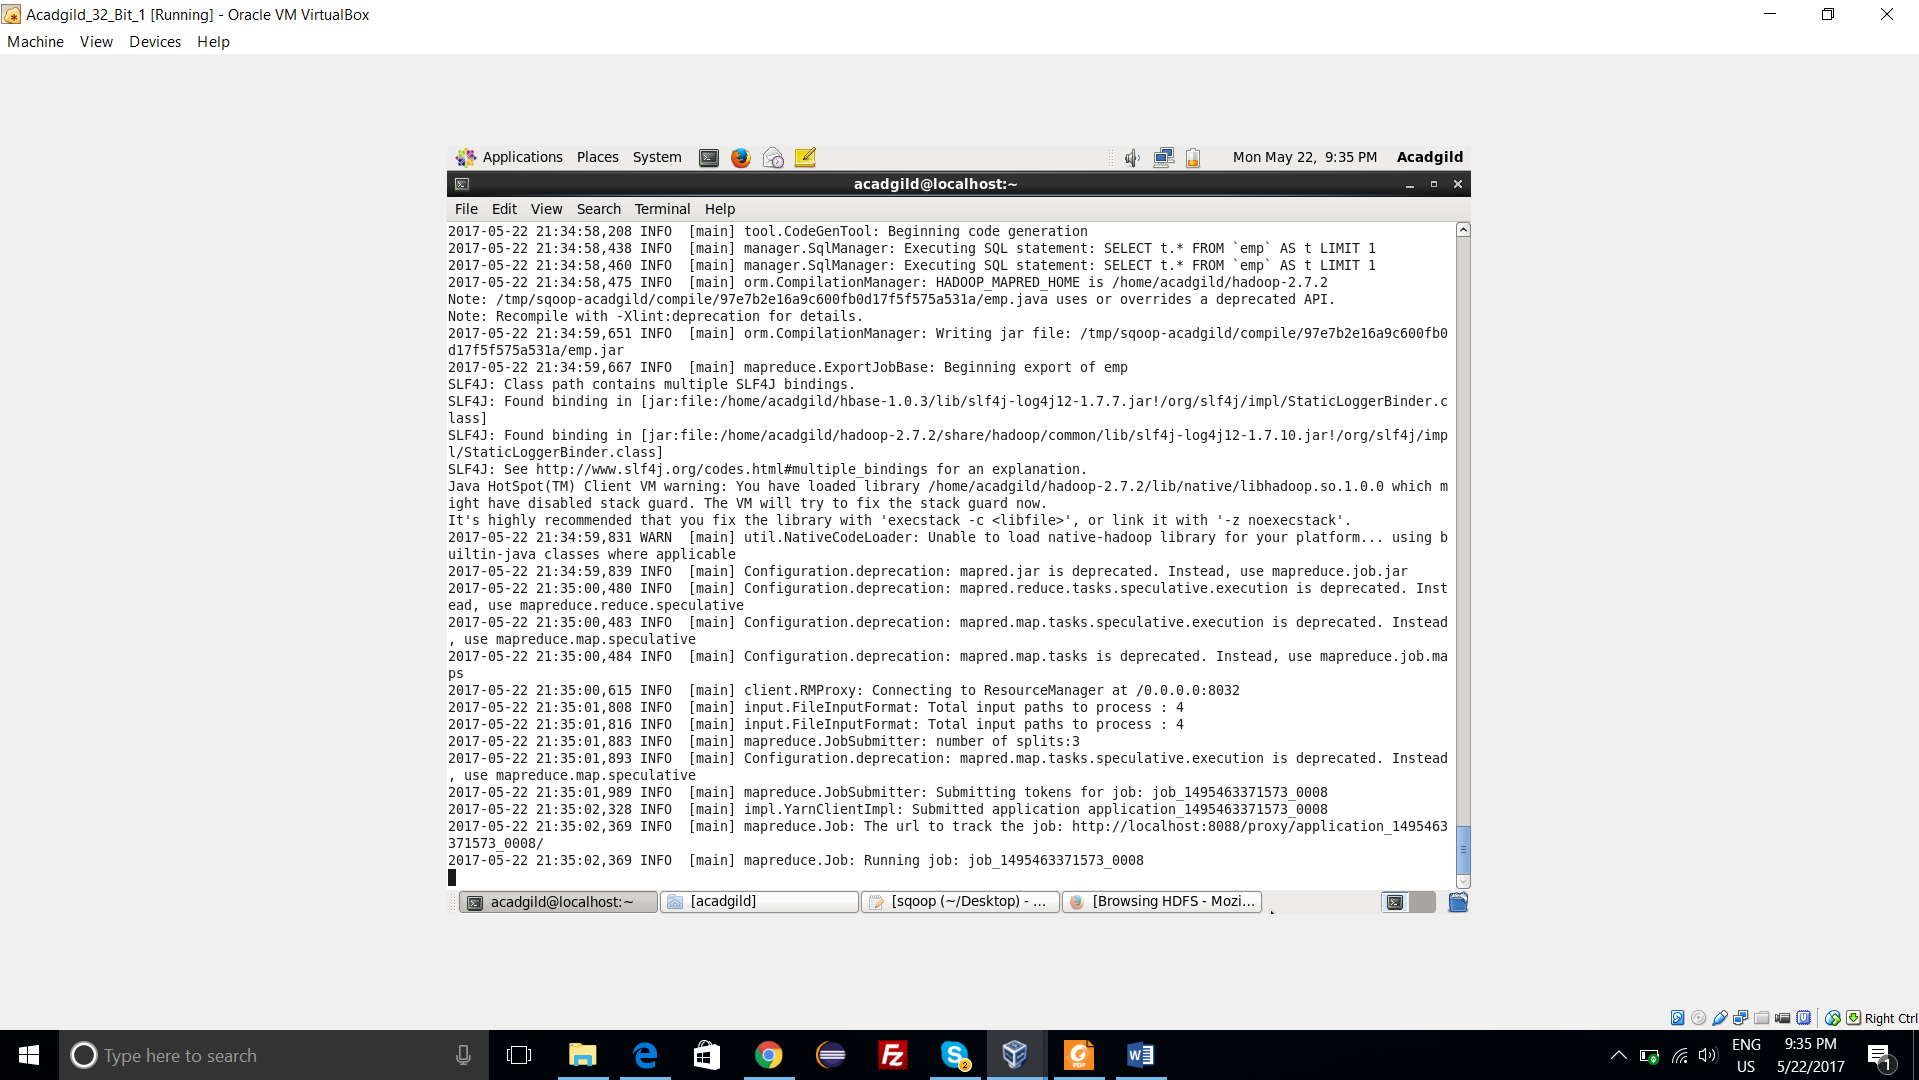 Acadgild_32_Bit_1 [Running] - Oracle VM VirtualBox
Machine View Devices Help
Applications Places System Mon May 22, 9:35 PM Acadgild
acadgild@localhost:~
File Edit View Search Terminal Help
2017-05-22 21:34:58,208 INFO  [main] tool.CodeGenTool: Beginning code generation
2017-05-22 21:34:58,438 INFO  [main] manager.SqlManager: Executing SQL statement: SELECT t.* FROM `emp` AS t LIMIT 1
2017-05-22 21:34:58,460 INFO  [main] manager.SqlManager: Executing SQL statement: SELECT t.* FROM `emp` AS t LIMIT 1
2017-05-22 21:34:58,475 INFO  [main] orm.CompilationManager: HADOOP_MAPRED_HOME is /home/acadgild/hadoop-2.7.2
Note: /tmp/sqoop-acadgild/compile/97e7b2e16a9c600fb0d17f5f575a531a/emp.java uses or overrides a deprecated API.
Note: Recompile with -Xlint:deprecation for details.
2017-05-22 21:34:59,651 INFO  [main] orm.CompilationManager: Writing jar file: /tmp/sqoop-acadgild/compile/97e7b2e16a9c600fb0
d17f5f575a531a/emp.jar
2017-05-22 21:34:59,667 INFO  [main] mapreduce.ExportJobBase: Beginning export of emp
SLF4J: Class path contains multiple SLF4J bindings.
SLF4J: Found binding in [jar:file:/home/acadgild/hbase-1.0.3/lib/slf4j-log4j12-1.7.7.jar!/org/slf4j/impl/StaticLoggerBinder.c
lass]
SLF4J: Found binding in [jar:file:/home/acadgild/hadoop-2.7.2/share/hadoop/common/lib/slf4j-log4j12-1.7.10.jar!/org/slf4j/imp
l/StaticLoggerBinder.class]
SLF4J: See http://www.slf4j.org/codes.html#multiple_bindings for an explanation.
Java HotSpot(TM) Client VM warning: You have loaded library /home/acadgild/hadoop-2.7.2/lib/native/libhadoop.so.1.0.0 which m
ight have disabled stack guard. The VM will try to fix the stack guard now.
It's highly recommended that you fix the library with 'execstack -c <libfile>', or link it with '-z noexecstack'.
2017-05-22 21:34:59,831 WARN  [main] util.NativeCodeLoader: Unable to load native-hadoop library for your platform... using b
uiltin-java classes where applicable
2017-05-22 21:34:59,839 INFO  [main] Configuration.deprecation: mapred.jar is deprecated. Instead, use mapreduce.job.jar
2017-05-22 21:35:00,480 INFO  [main] Configuration.deprecation: mapred.reduce.tasks.speculative.execution is deprecated. Inst
ead, use mapreduce.reduce.speculative
2017-05-22 21:35:00,483 INFO  [main] Configuration.deprecation: mapred.map.tasks.speculative.execution is deprecated. Instead
, use mapreduce.map.speculative
2017-05-22 21:35:00,484 INFO  [main] Configuration.deprecation: mapred.map.tasks is deprecated. Instead, use mapreduce.job.ma
ps
2017-05-22 21:35:00,615 INFO  [main] client.RMProxy: Connecting to ResourceManager at /0.0.0.0:8032
2017-05-22 21:35:01,808 INFO  [main] input.FileInputFormat: Total input paths to process : 4
2017-05-22 21:35:01,816 INFO  [main] input.FileInputFormat: Total input paths to process : 4
2017-05-22 21:35:01,883 INFO  [main] mapreduce.JobSubmitter: number of splits:3
2017-05-22 21:35:01,893 INFO  [main] Configuration.deprecation: mapred.map.tasks.speculative.execution is deprecated. Instead
, use mapreduce.map.speculative
2017-05-22 21:35:01,989 INFO  [main] mapreduce.JobSubmitter: Submitting tokens for job: job_1495463371573_0008
2017-05-22 21:35:02,328 INFO  [main] impl.YarnClientImpl: Submitted application application_1495463371573_0008
2017-05-22 21:35:02,369 INFO  [main] mapreduce.Job: The url to track the job: http://localhost:8088/proxy/application_1495463
371573_0008/
2017-05-22 21:35:02,369 INFO  [main] mapreduce.Job: Running job: job_1495463371573_0008
acadgild@localhost:~ [acadgild] [sqoop (~/Desktop) - ... [Browsing HDFS - Mozi...
Right Ctrl
Type here to search
ENG
US
9:35 PM
5/22/2017